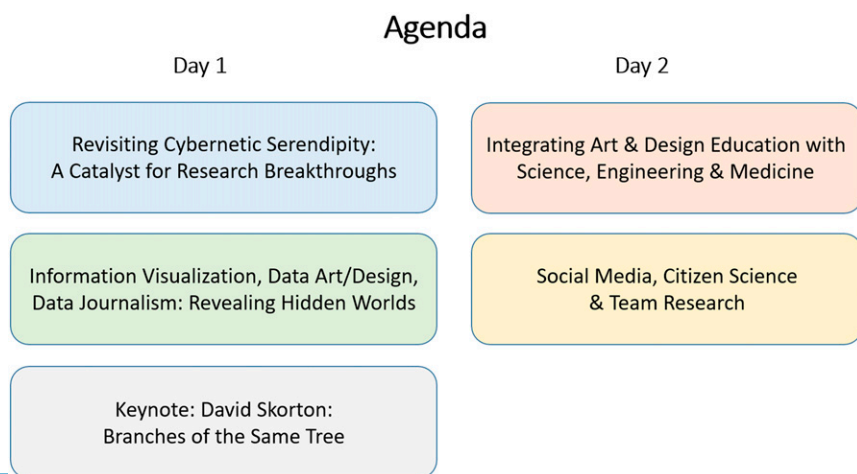 Agenda
Day 1
Revisiting Cybernetic Serendipity:
A Catalyst for Research Breakthroughs
Information Visualization, Data Art/Design,
Data Journalism: Revealing Hidden Worlds
Keynote: David Skorton:
Branches of the Same Tree
Day 2
Integrating Art & Design Education with
Science, Engineering & Medicine
Social Media, Citizen Science
& Team Research